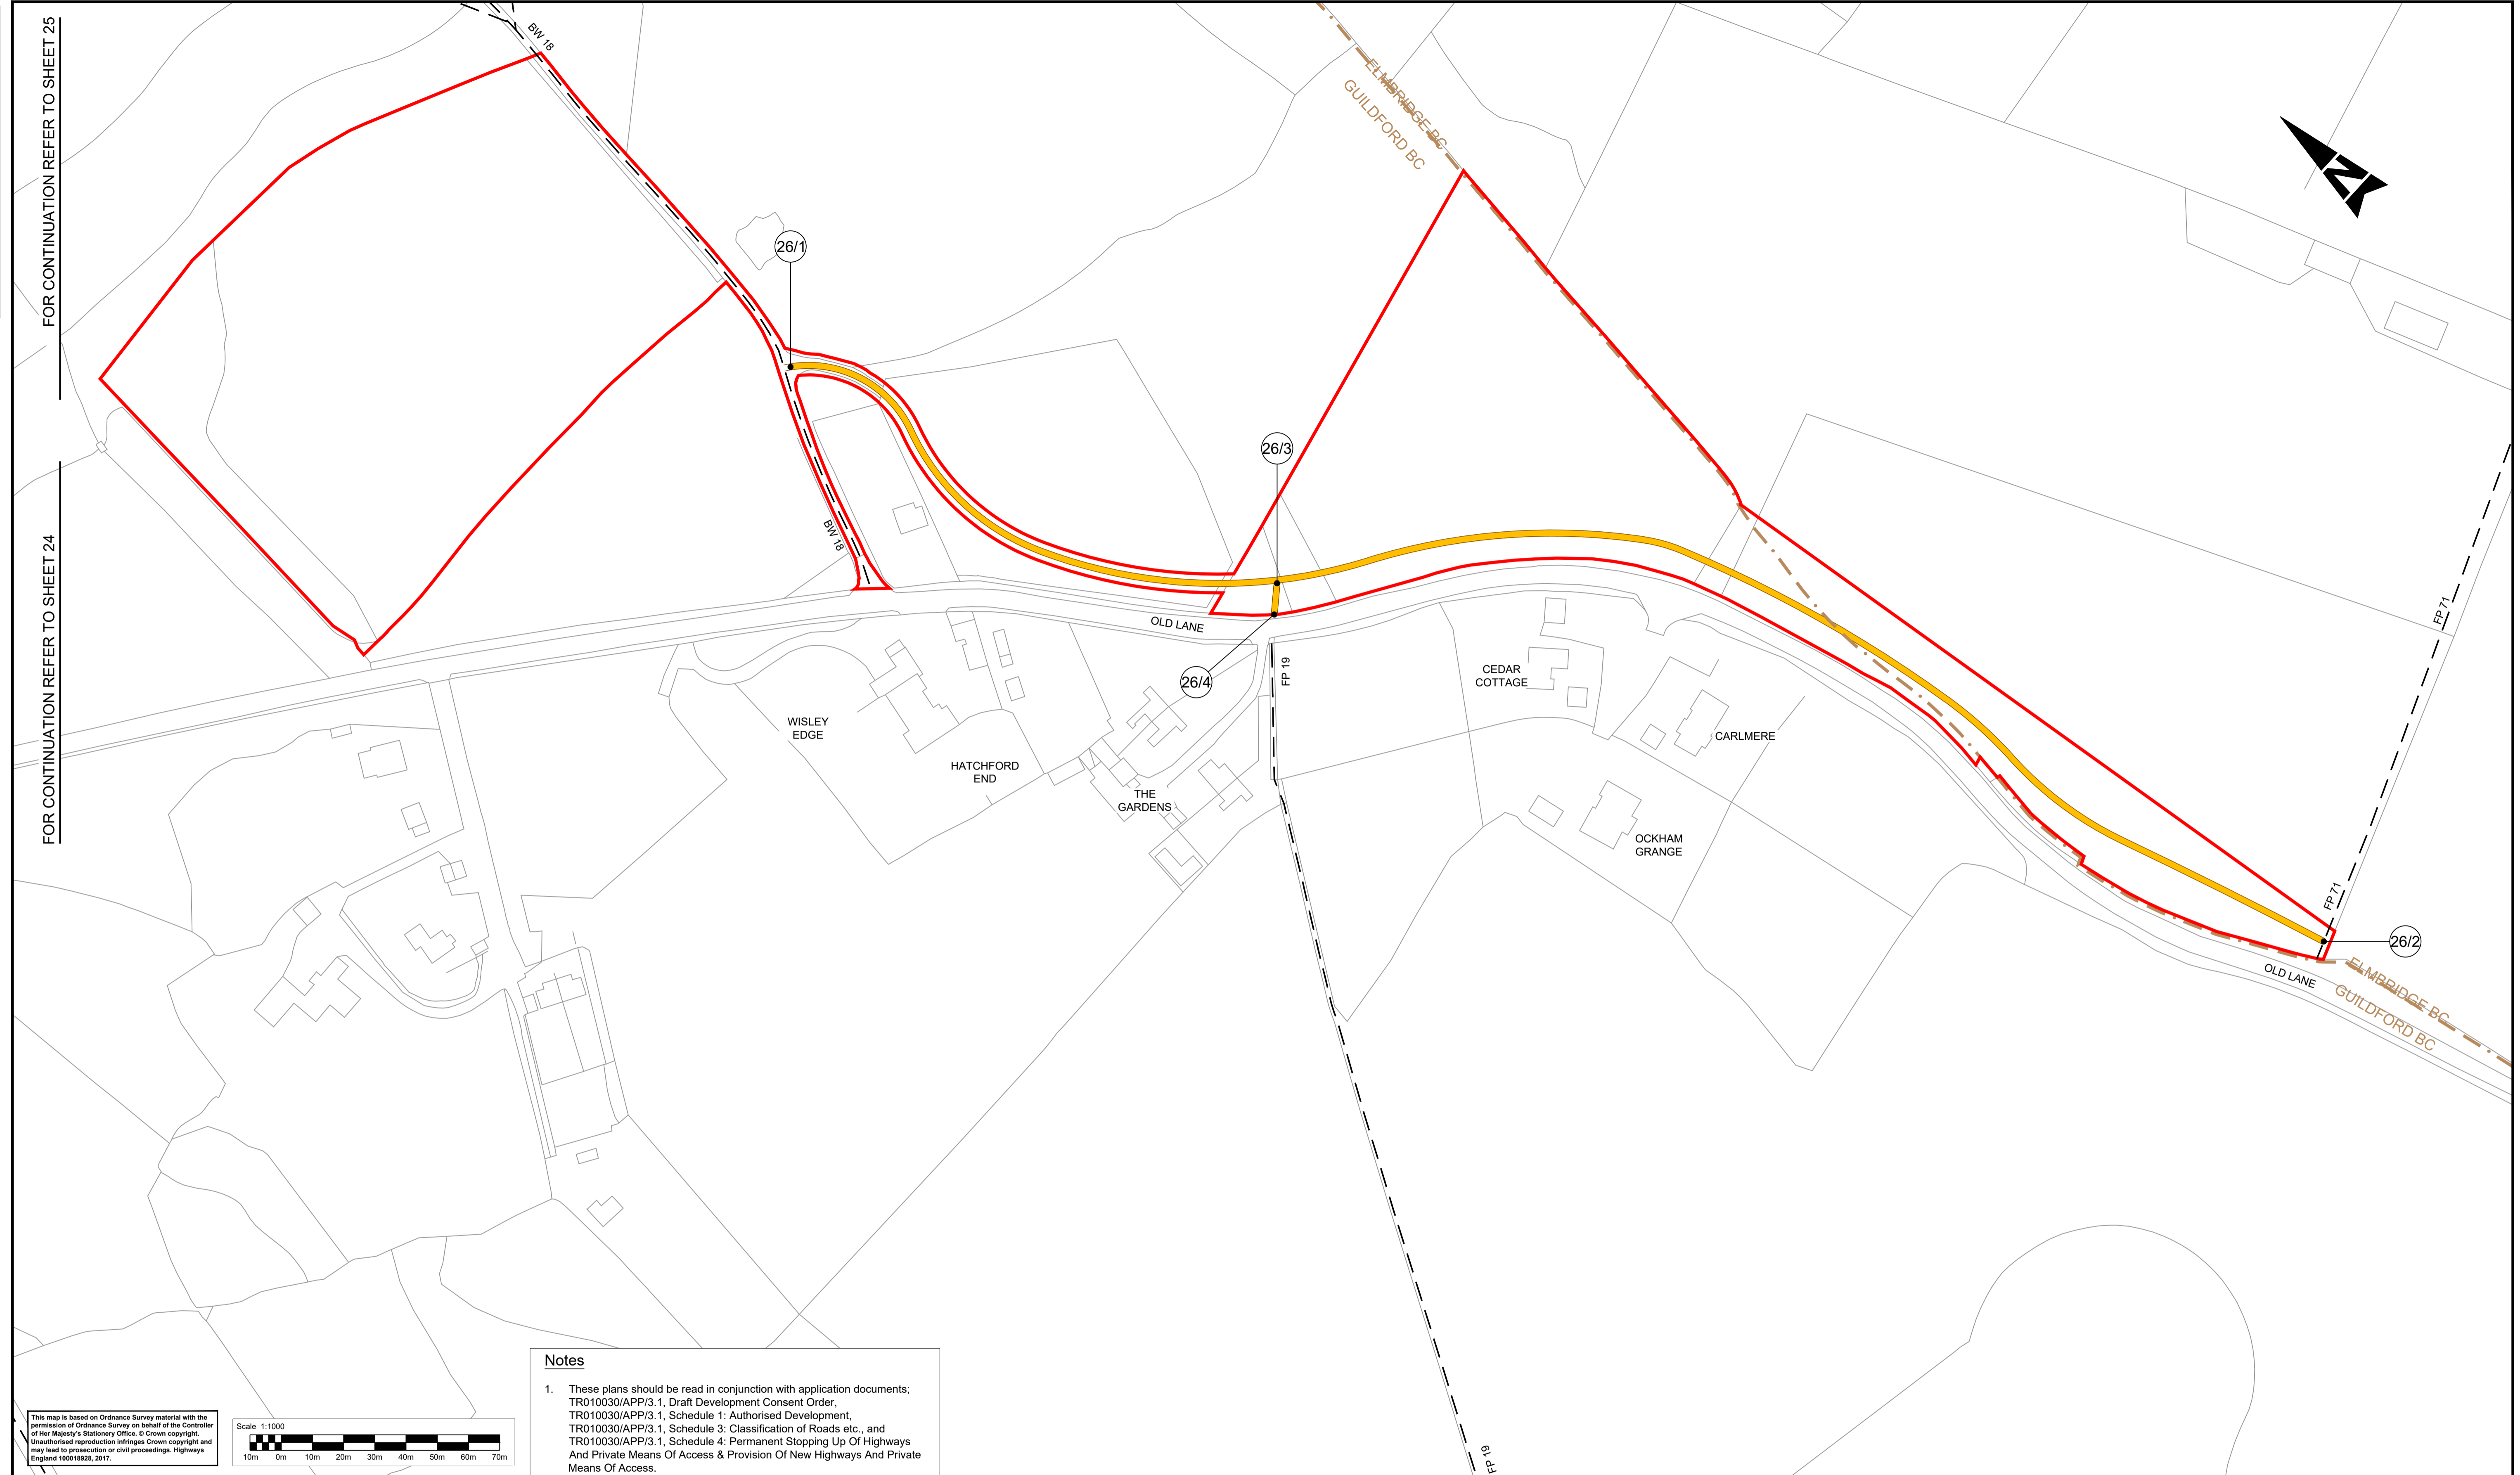 FOR CONTINUATION REFER TO SHEET 25
FOR CONTINUATION REFER TO SHEET 24
BW 18
ELMBRIDGE BC
GUILDFORD BC
N
26/1
26/3
BW 18
OLD LANE
26/4
FP 19
FP 71
CEDAR
COTTAGE
WISLEY
EDGE
CARLMERE
HATCHFORD
END
THE
GARDENS
OCKHAM
GRANGE
FP 71
26/2
OLD LANE
ELMBRIDGE BC
GUILDFORD BC
FP 19
Notes
1. These plans should be read in conjunction with application documents;
TR010030/APP/3.1, Draft Development Consent Order,
TR010030/APP/3.1, Schedule 1: Authorised Development,
TR010030/APP/3.1, Schedule 3: Classification of Roads etc., and
TR010030/APP/3.1, Schedule 4: Permanent Stopping Up Of Highways
And Private Means Of Access & Provision Of New Highways And Private
Means Of Access.
This map is based on Ordnance Survey material with the
permission of Ordnance Survey on behalf of the Controller
of Her Majesty's Stationery Office. © Crown copyright.
Unauthorised reproduction infringes Crown copyright and
may lead to prosecution or civil proceedings. Highways
England 100018928, 2017.
Scale 1:1000
10m 0m 10m 20m 30m 40m 50m 60m 70m